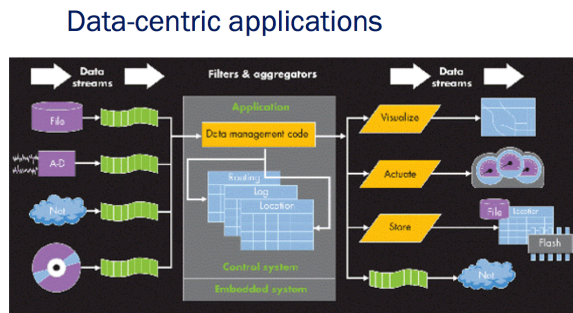 Data-centric applications
Data
streams
Filters & aggregators
Data
streams
File
A-D
Net
Application
Data management code
Routing
Log
Location
Control system
Embedded system
Visualize
Actuate
Store
File
Location
Flash
Net